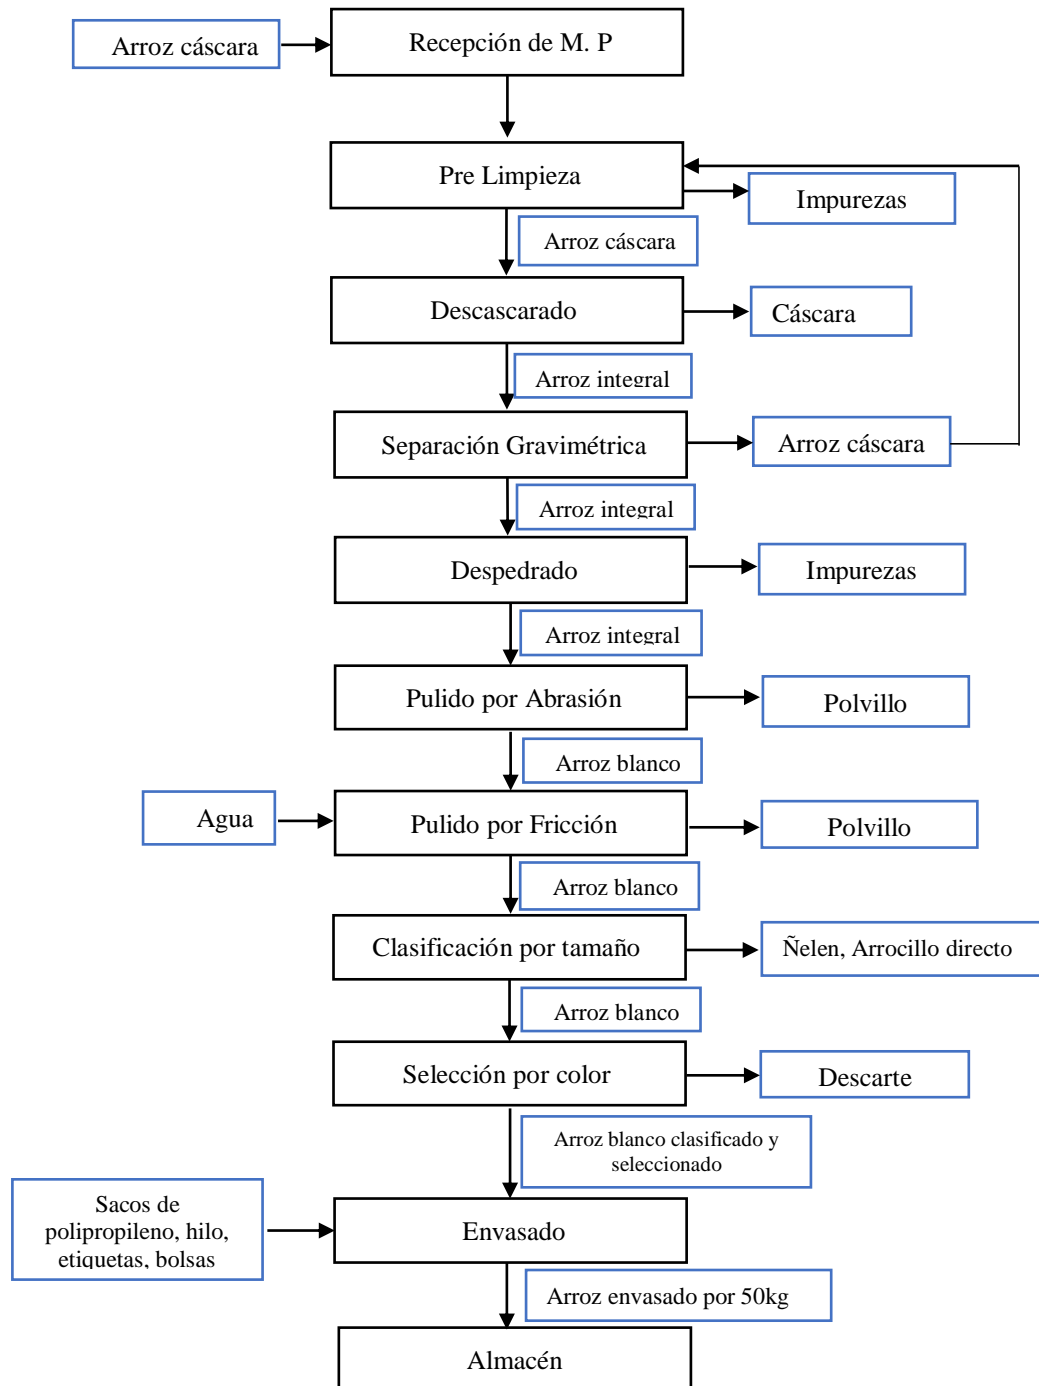 Arroz cáscara
Recepción de M. P
Pre Limpieza
Impurezas
Arroz cáscara
Descascarado
Cáscara
Arroz integral
Separación Gravimétrica
Arroz cáscara
Arroz integral
Despedrado
Impurezas
Arroz integral
Pulido por Abrasión
Polvillo
Arroz blanco
Agua
Pulido por Fricción
Polvillo
Arroz blanco
Clasificación por tamaño
Ñelen, Arrocillo directo
Arroz blanco
Selección por color
Descarte
Arroz blanco clasificado y
seleccionado
Sacos de
polipropileno, hilo,
etiquetas, bolsas
Envasado
Arroz envasado por 50kg
Almacén